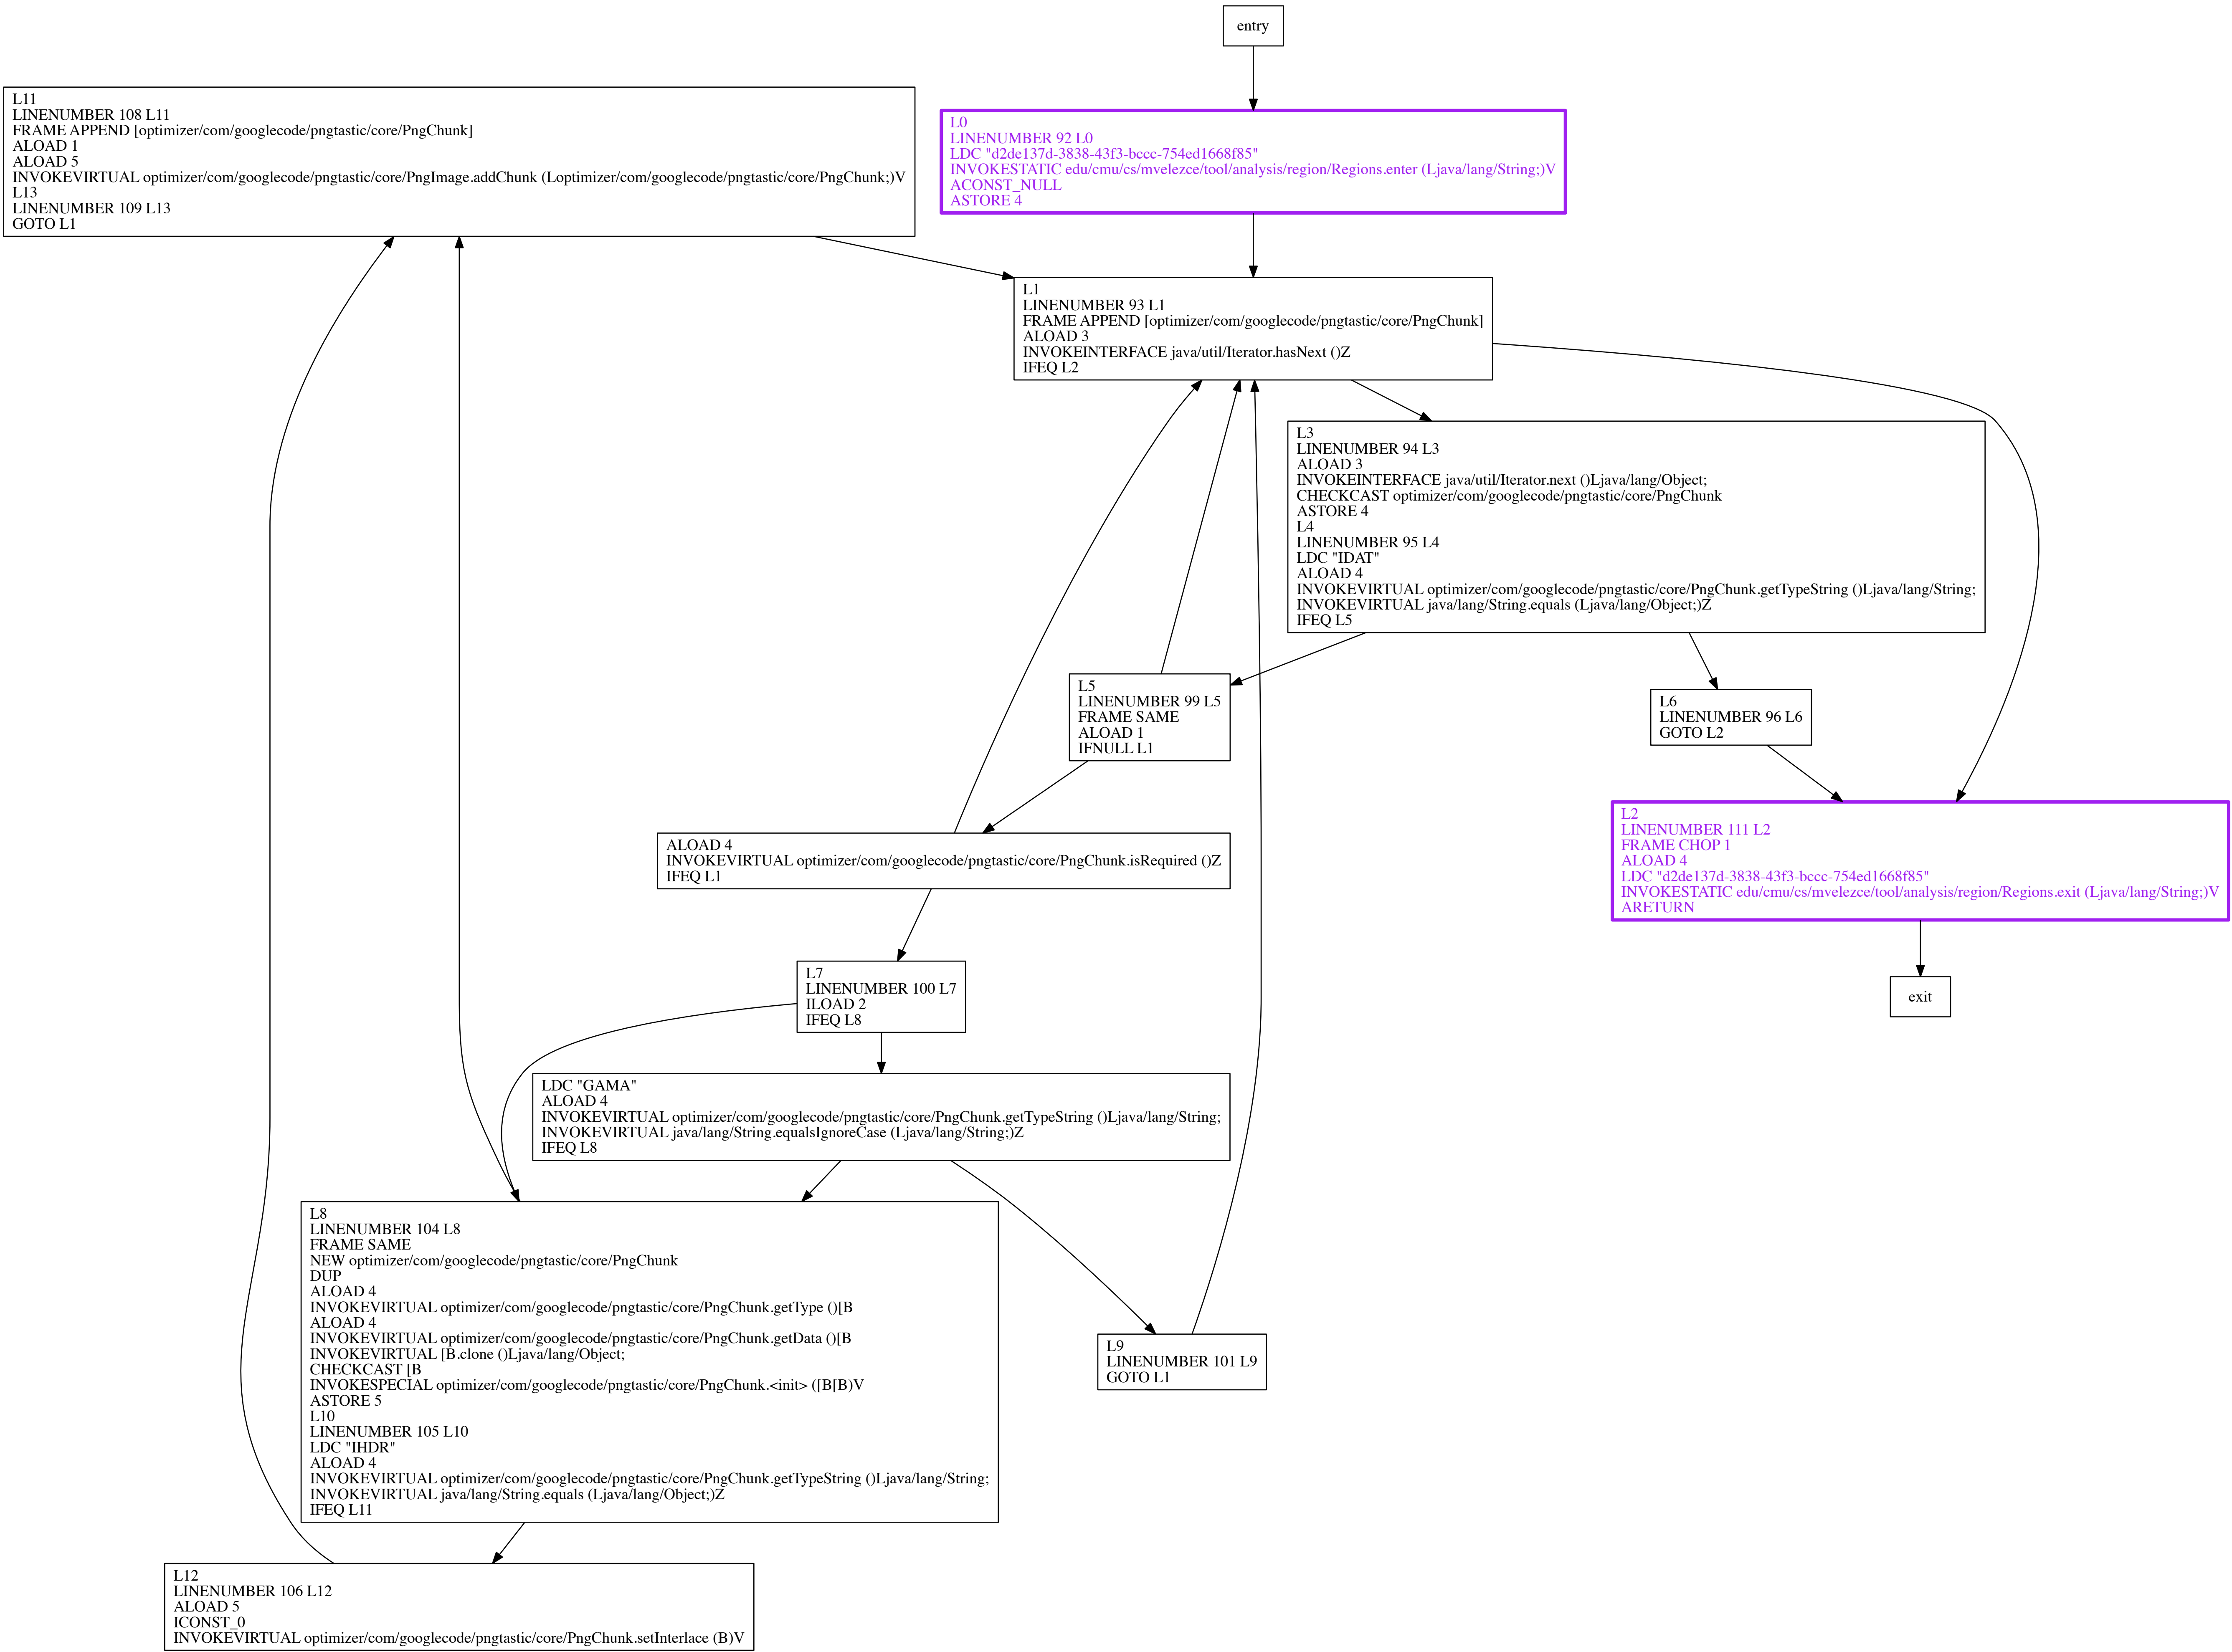 entry
L11
LINENUMBER 108 L11
FRAME APPEND [optimizer/com/googlecode/pngtastic/core/PngChunk]
ALOAD 1
ALOAD 5
INVOKEVIRTUAL optimizer/com/googlecode/pngtastic/core/PngImage.addChunk (Loptimizer/com/googlecode/pngtastic/core/PngChunk;)V
L13
LINENUMBER 109 L13
GOTO L1
L0
LINENUMBER 92 L0
LDC "d2de137d-3838-43f3-bccc-754ed1668f85"
INVOKESTATIC edu/cmu/cs/mvelezce/tool/analysis/region/Regions.enter (Ljava/lang/String;)V
ACONST_NULL
ASTORE 4
L1
LINENUMBER 93 L1
FRAME APPEND [optimizer/com/googlecode/pngtastic/core/PngChunk]
ALOAD 3
INVOKEINTERFACE java/util/Iterator.hasNext ()Z
IFEQ L2
L3
LINENUMBER 94 L3
ALOAD 3
INVOKEINTERFACE java/util/Iterator.next ()Ljava/lang/Object;
CHECKCAST optimizer/com/googlecode/pngtastic/core/PngChunk
ASTORE 4
L4
LINENUMBER 95 L4
LDC "IDAT"
ALOAD 4
INVOKEVIRTUAL optimizer/com/googlecode/pngtastic/core/PngChunk.getTypeString ()Ljava/lang/String;
INVOKEVIRTUAL java/lang/String.equals (Ljava/lang/Object;)Z
IFEQ L5
L5
LINENUMBER 99 L5
FRAME SAME
ALOAD 1
IFNULL L1
L6
LINENUMBER 96 L6
GOTO L2
L2
LINENUMBER 111 L2
FRAME CHOP 1
ALOAD 4
LDC "d2de137d-3838-43f3-bccc-754ed1668f85"
INVOKESTATIC edu/cmu/cs/mvelezce/tool/analysis/region/Regions.exit (Ljava/lang/String;)V
ARETURN
ALOAD 4
INVOKEVIRTUAL optimizer/com/googlecode/pngtastic/core/PngChunk.isRequired ()Z
IFEQ L1
L7
LINENUMBER 100 L7
ILOAD 2
IFEQ L8
exit
LDC "GAMA"
ALOAD 4
INVOKEVIRTUAL optimizer/com/googlecode/pngtastic/core/PngChunk.getTypeString ()Ljava/lang/String;
INVOKEVIRTUAL java/lang/String.equalsIgnoreCase (Ljava/lang/String;)Z
IFEQ L8
L8
LINENUMBER 104 L8
FRAME SAME
NEW optimizer/com/googlecode/pngtastic/core/PngChunk
DUP
ALOAD 4
INVOKEVIRTUAL optimizer/com/googlecode/pngtastic/core/PngChunk.getType ()[B
ALOAD 4
INVOKEVIRTUAL optimizer/com/googlecode/pngtastic/core/PngChunk.getData ()[B
INVOKEVIRTUAL [B.clone ()Ljava/lang/Object;
CHECKCAST [B
INVOKESPECIAL optimizer/com/googlecode/pngtastic/core/PngChunk.<init> ([B[B)V
ASTORE 5
L10
LINENUMBER 105 L10
LDC "IHDR"
ALOAD 4
INVOKEVIRTUAL optimizer/com/googlecode/pngtastic/core/PngChunk.getTypeString ()Ljava/lang/String;
INVOKEVIRTUAL java/lang/String.equals (Ljava/lang/Object;)Z
IFEQ L11
L9
LINENUMBER 101 L9
GOTO L1
L12
LINENUMBER 106 L12
ALOAD 5
ICONST_0
INVOKEVIRTUAL optimizer/com/googlecode/pngtastic/core/PngChunk.setInterlace (B)V